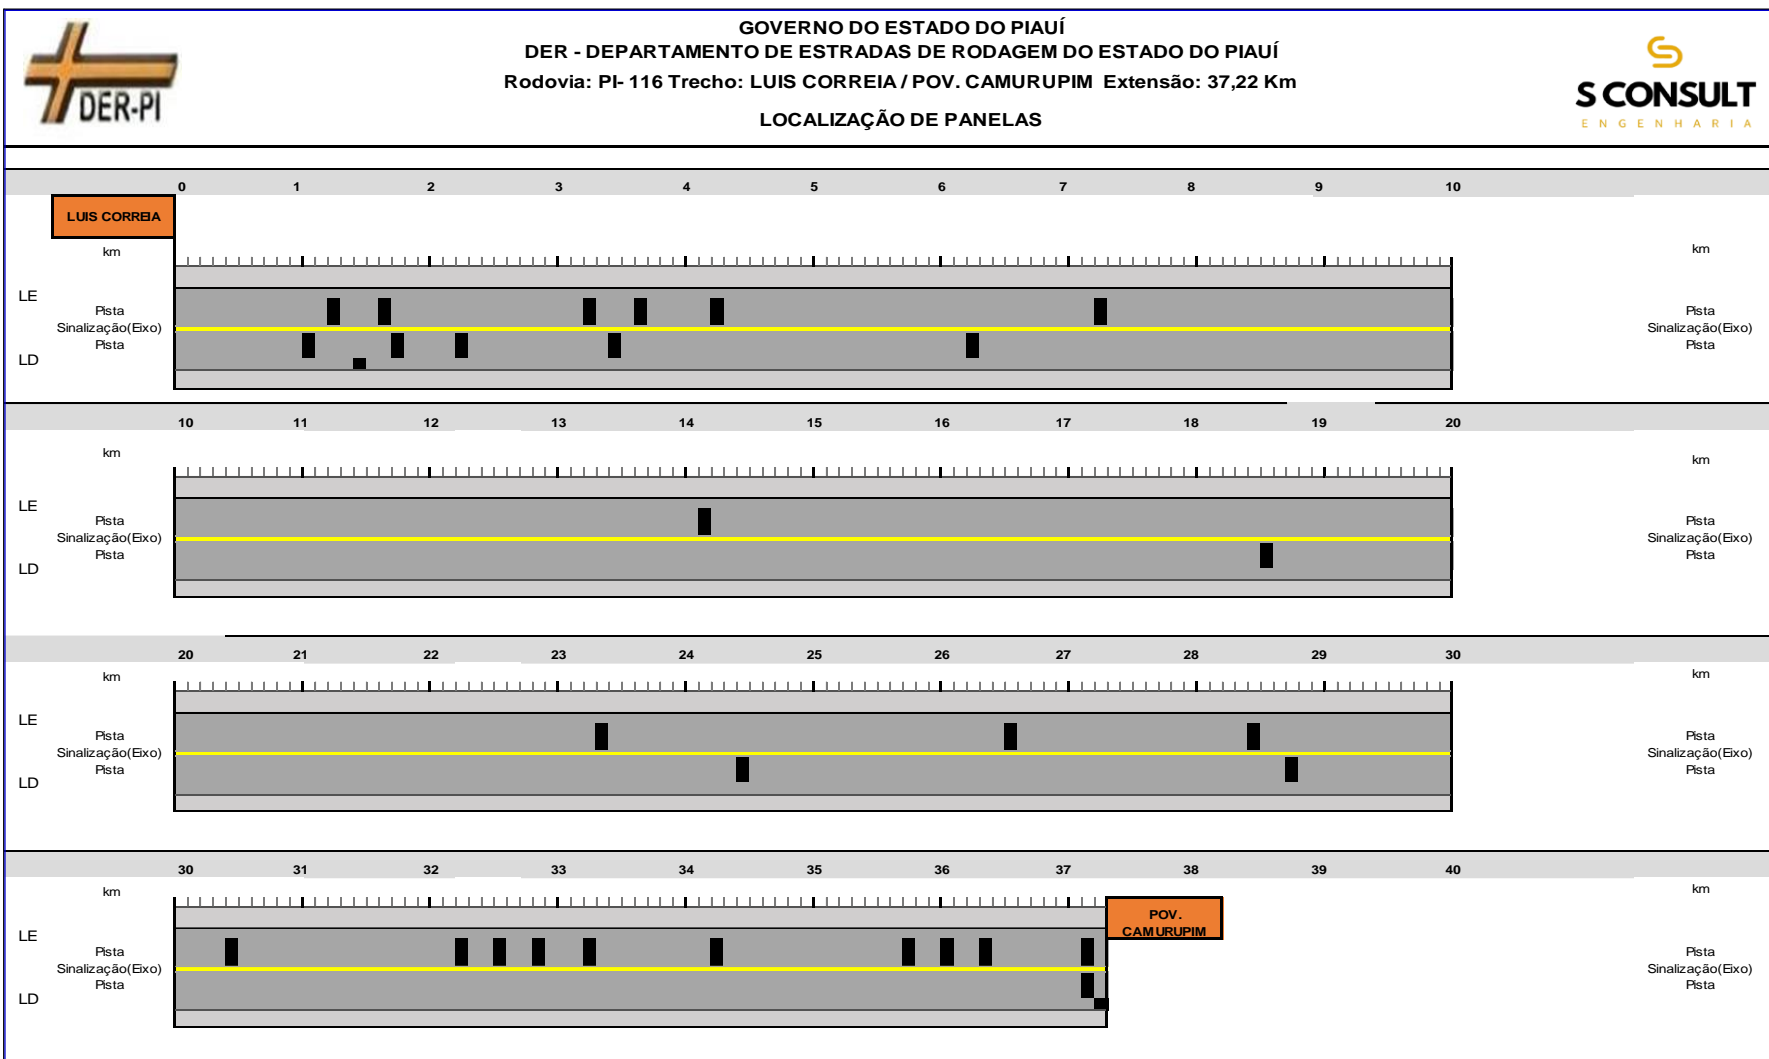 DER-PI
GOVERNO DO ESTADO DO PIAUÍ
DER - DEPARTAMENTO DE ESTRADAS DE RODAGEM DO ESTADO DO PIAUÍ
Rodovia: PI- 116 Trecho: LUIS CORREIA / POV. CAMURUPIM Extensão: 37,22 Km
LOCALIZAÇÃO DE PANELAS
S CONSULT
ENGENHARIA
0 1 2 3 4 5 6 7 8 9 10
LUIS CORREIA
km km
LE
Pista Pista
Sinalização(Eixo) Sinalização(Eixo)
Pista Pista
LD
10 11 12 13 14 15 16 17 18 19 20
km km
LE
Pista Pista
Sinalização(Eixo) Sinalização(Eixo)
Pista Pista
LD
20 21 22 23 24 25 26 27 28 29 30
km km
LE
Pista Pista
Sinalização(Eixo) Sinalização(Eixo)
Pista Pista
LD
30 31 32 33 34 35 36 37 38 39 40
km km
POV.
CAMURUPIM
LE
Pista Pista
Sinalização(Eixo) Sinalização(Eixo)
Pista Pista
LD